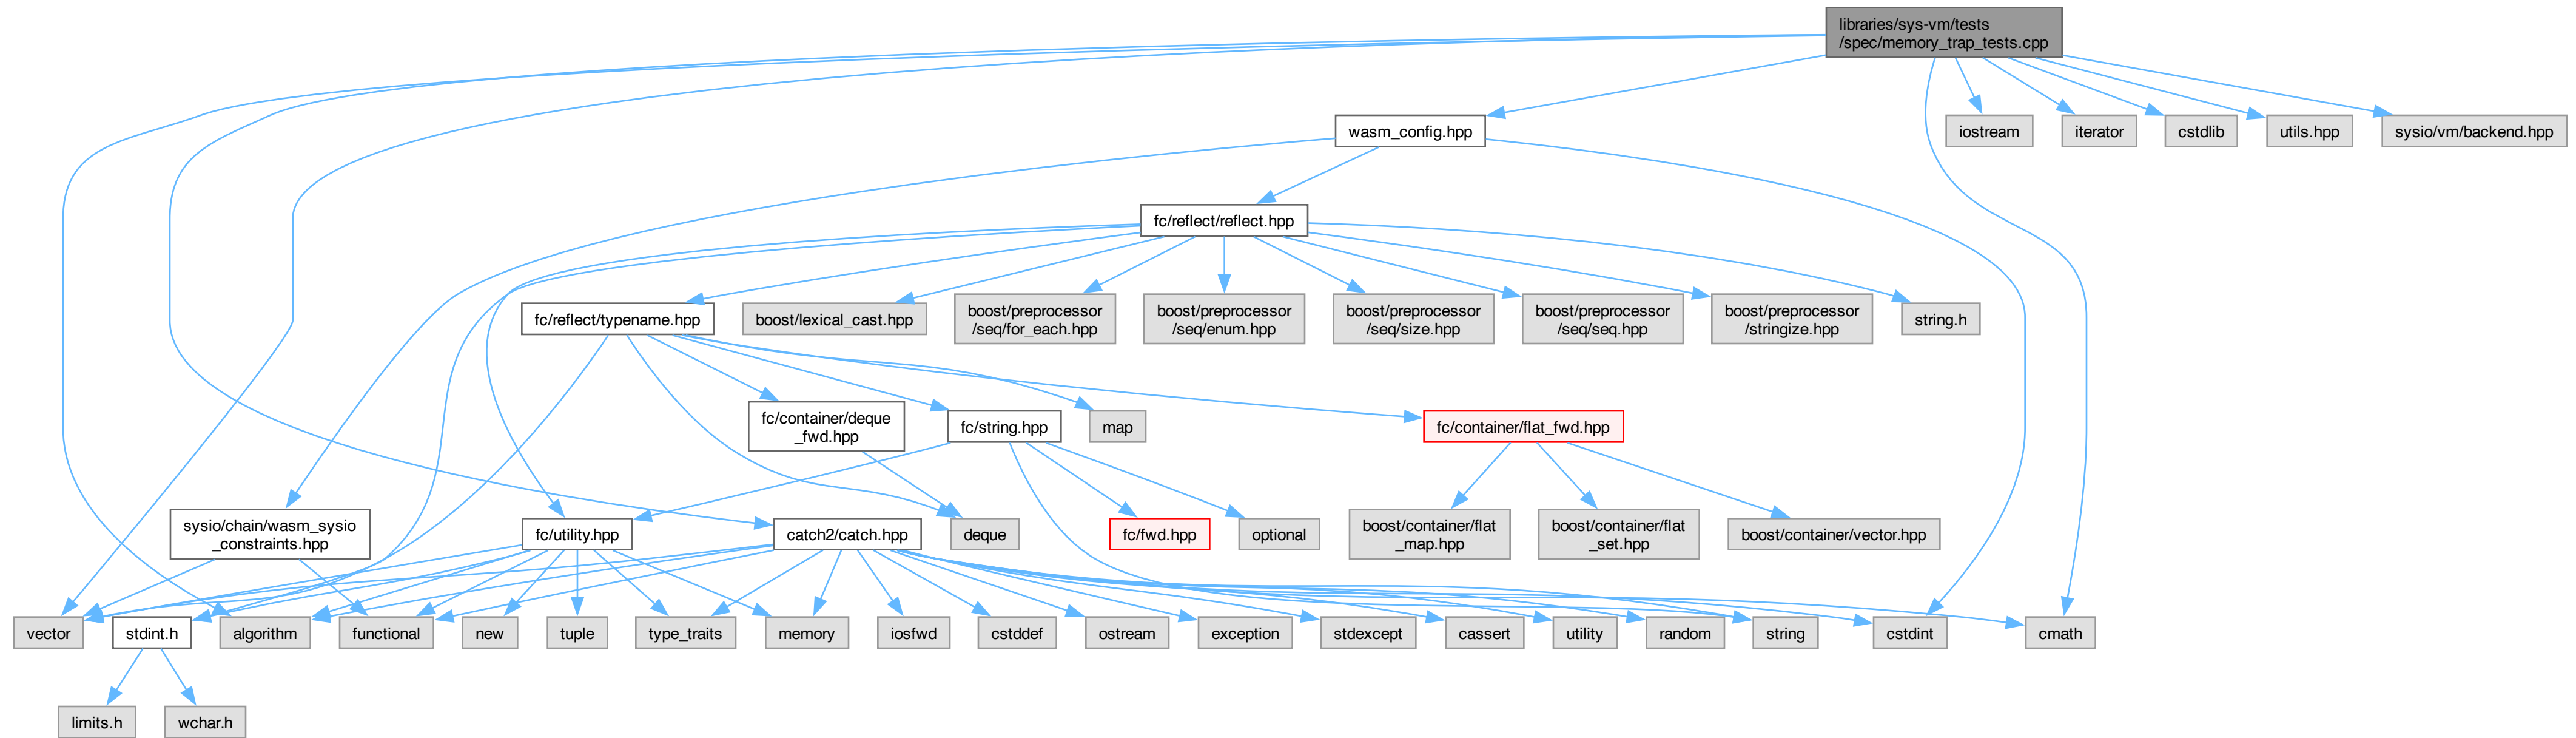 libraries/sys-vm/tests
/spec/memory_trap_tests.cpp
wasm_config.hpp
iostream
iterator
cstdlib
utils.hpp
sysio/vm/backend.hpp
fc/reflect/reflect.hpp
fc/reflect/typename.hpp
boost/lexical_cast.hpp
boost/preprocessor
/seq/for_each.hpp
boost/preprocessor
/seq/enum.hpp
boost/preprocessor
/seq/size.hpp
boost/preprocessor
/seq/seq.hpp
boost/preprocessor
/stringize.hpp
string.h
fc/container/deque
_fwd.hpp
fc/string.hpp
map
fc/container/flat_fwd.hpp
sysio/chain/wasm_sysio
_constraints.hpp
fc/utility.hpp
catch2/catch.hpp
deque
fc/fwd.hpp
optional
boost/container/flat
_map.hpp
boost/container/flat
_set.hpp
boost/container/vector.hpp
vector
stdint.h
algorithm
functional
new
tuple
type_traits
memory
iosfwd
cstddef
ostream
exception
stdexcept
cassert
utility
random
string
cstdint
cmath
limits.h
wchar.h